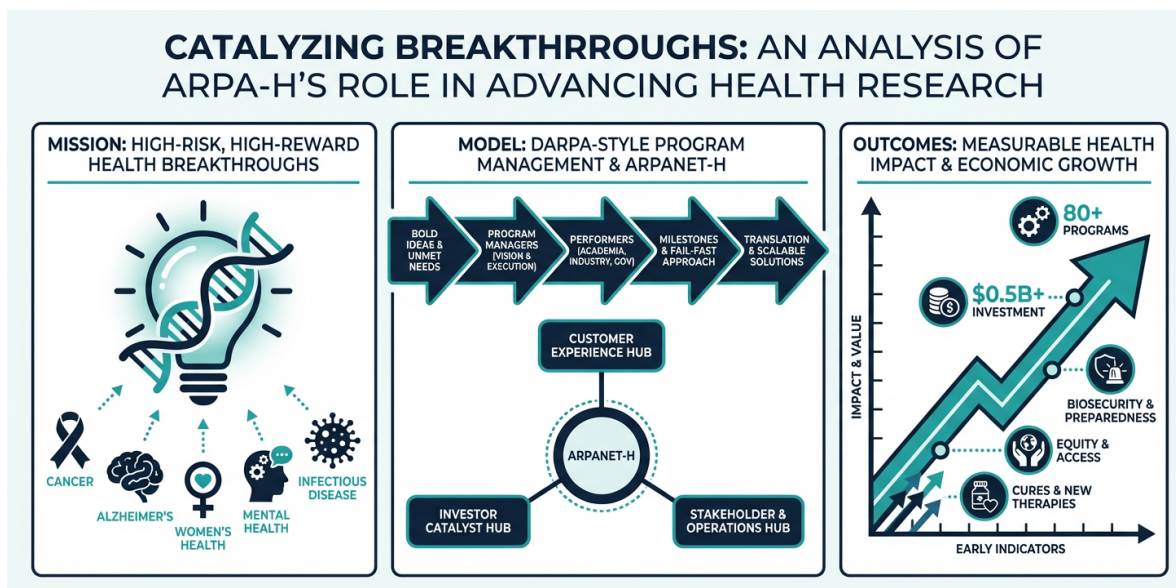 CATALYZING BREAKTHRROUGHS: AN ANALYSIS OF
ARPA-H'S ROLE IN ADVANCING HEALTH RESEARCH
MISSION: HIGH-RISK, HIGH-REWARD
HEALTH BREAKTHROUGHS
CANCER
ALZHEIMER'S
WOMEN'S
HEALTH
MENTAL
HEALTH
INFECTIOUS
DISEASE
MODEL: DARPA-STYLE PROGRAM
MANAGEMENT & ARPANET-H
BOLD
IDEAE &
UNMET
NEEDS
PROGRAM
MANAGERS
(VISION &
EXECUTION)
PERFORMERS
(ACADEMIA,
INDUSTRY, GOV)
MILESTONES
& FAIL-FAST
APPROACH
TRANSLATION
& SCALABLE
SOLUTIONS
CUSTOMER
EXPERIENCE HUB
ARPANET-H
INVESTOR
CATALYST HUB
STAKEHOLDER &
OPERATIONS HUB
OUTCOMES: MEASURABLE HEALTH
IMPACT & ECONOMIC GROWTH
80+
PROGRAMS
$0.5B+
INVESTMENT
BIOSECURITY &
PREPAREDNESS
EQUITY &
ACCESS
CURES & NEW
THERAPIES
IMPACT & VALUE
EARLY INDICATORS